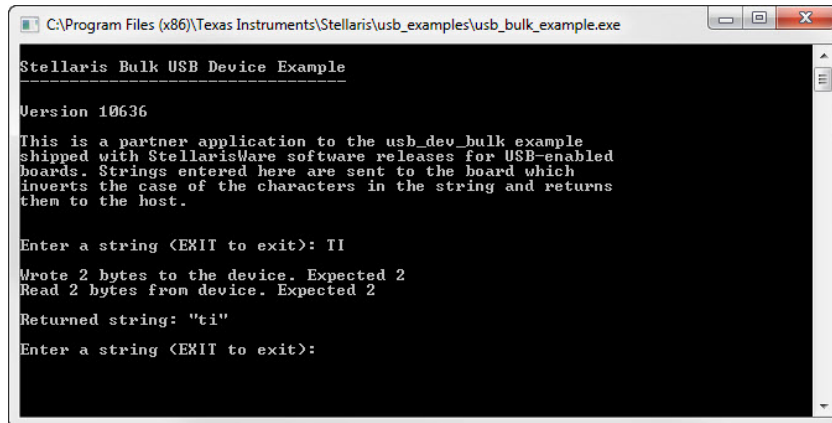 C:\Program Files (x86)\Texas Instruments\Stellaris\usb_examples\usb_bulk_example.exe
Stellaris Bulk USB Device Example
---------------------------------
Version 10636
This is a partner application to the usb_dev_bulk example
shipped with StellarisWare software releases for USB-enabled
boards. Strings entered here are sent to the board which
inverts the case of the characters in the string and returns
them to the host.
Enter a string (EXIT to exit): TI
Wrote 2 bytes to the device. Expected 2
Read 2 bytes from device. Expected 2
Returned string: "ti"
Enter a string (EXIT to exit):